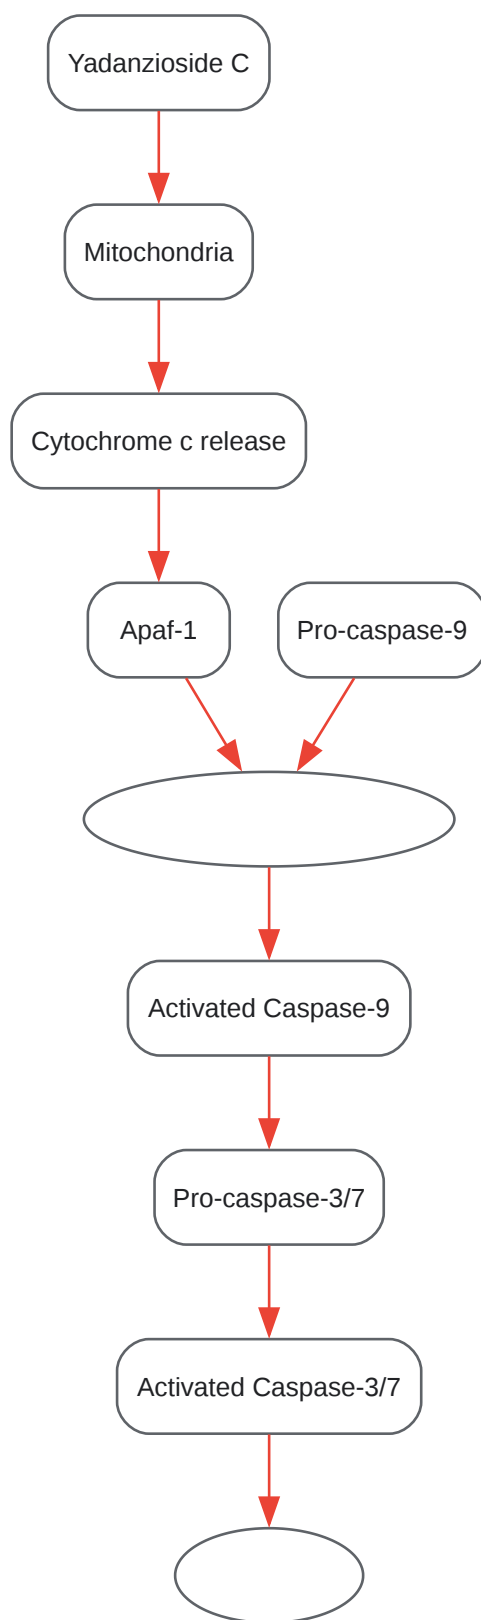 Yadanzioside C
Mitochondria
Cytochrome c release
Apaf-1
Pro-caspase-9
Activated Caspase-9
Pro-caspase-3/7
Activated Caspase-3/7